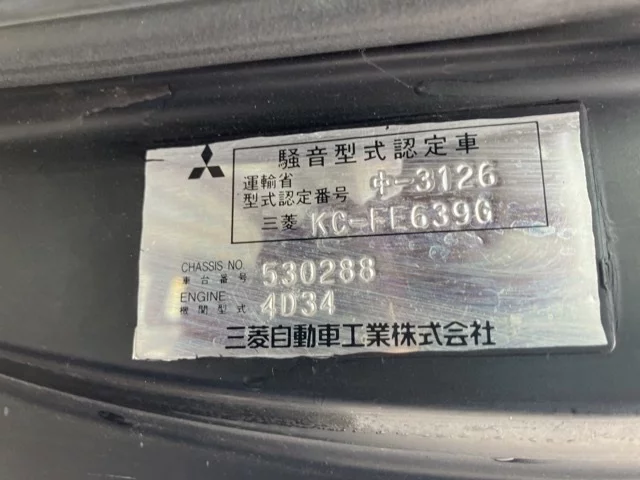 騒音型式認定車
運輸省
型式認定番号 中-3126
三菱 KC-FE639G
CHASSIS NO.
車台番号 530288
ENGINE
機関型式 4D34
三菱自動車工業株式会社